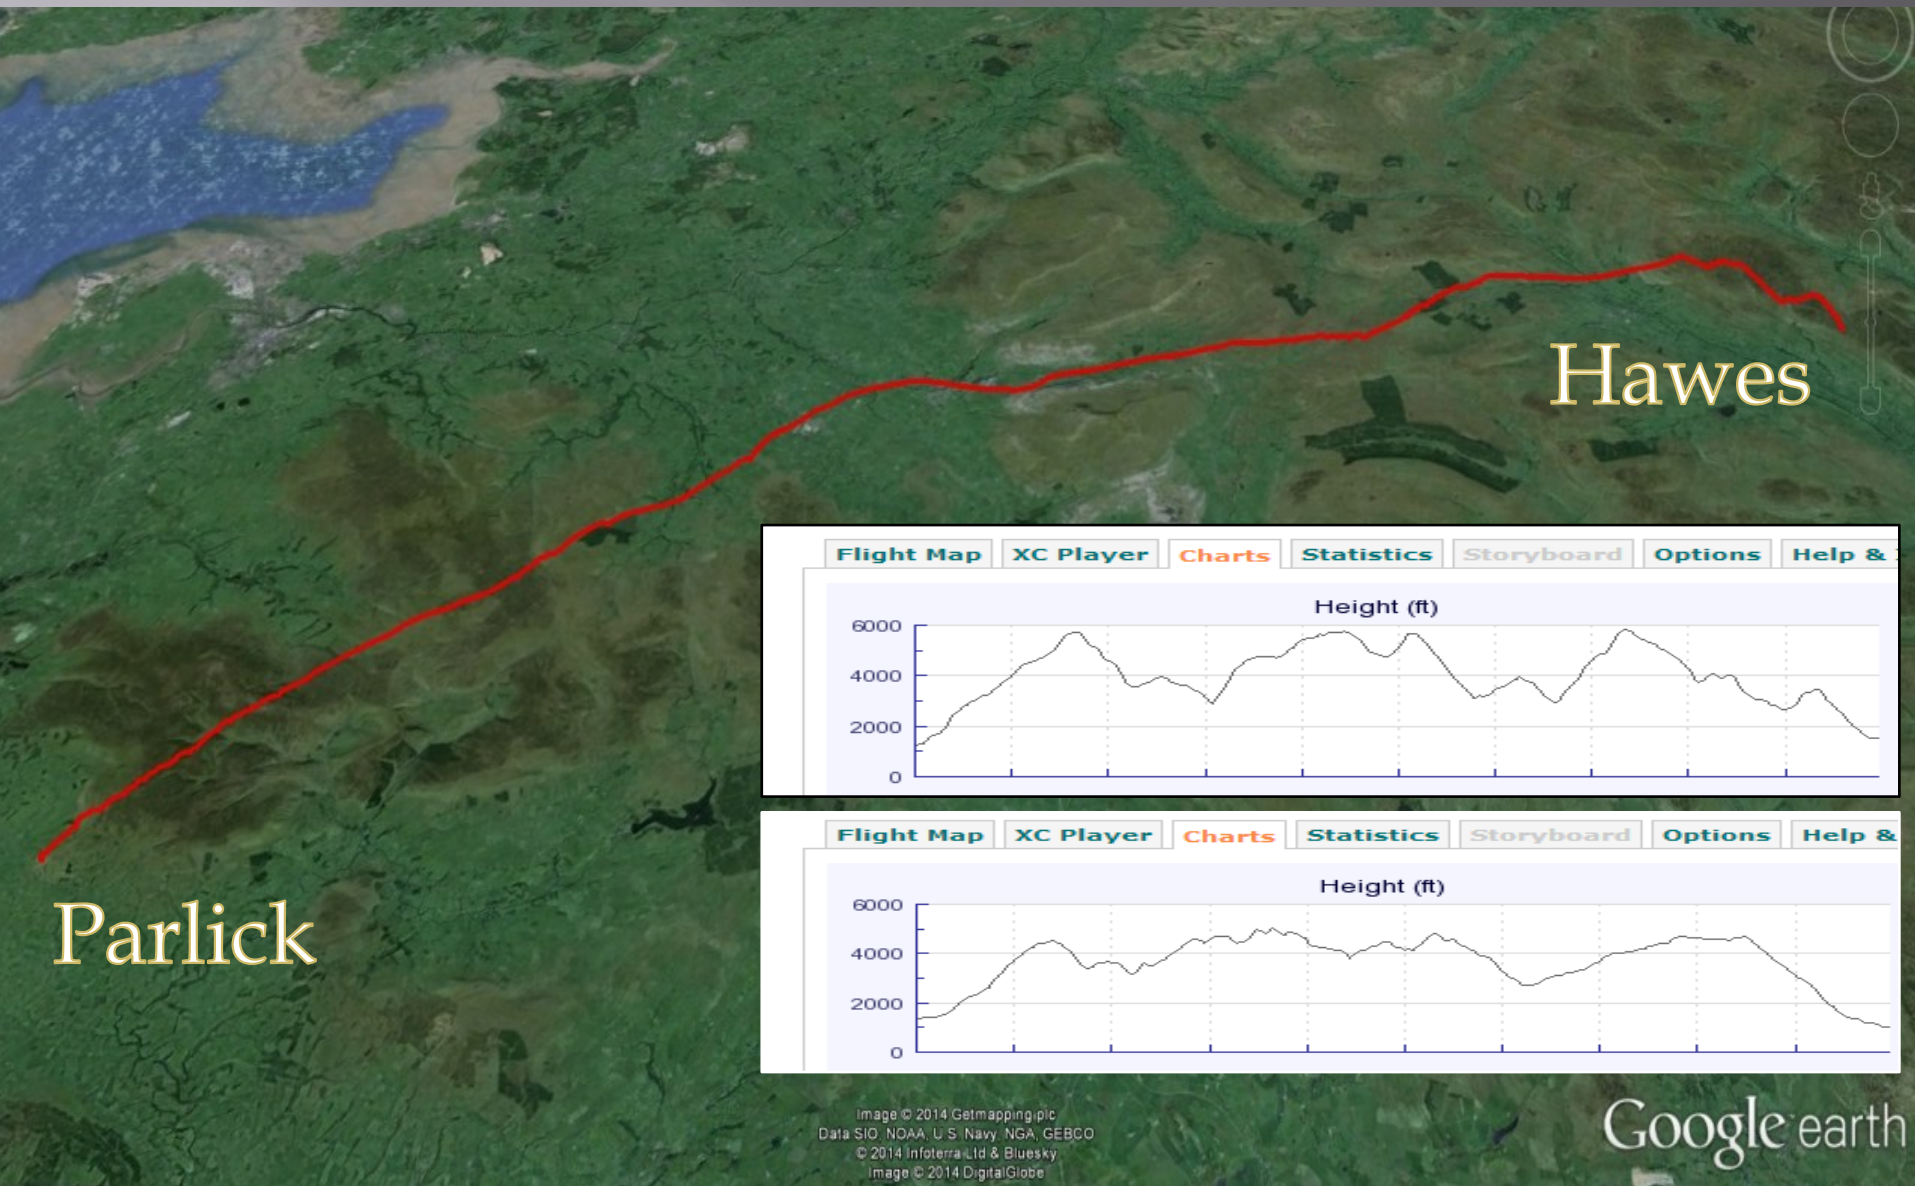 Hawes
Parlick
Flight Map XC Player Charts Statistics Storyboard Options Help &
Height (ft)
6000
4000
2000
0
Flight Map XC Player Charts Statistics Storyboard Options Help &
Height (ft)
6000
4000
2000
0
Image © 2014 Getmapping plc
Data SIO, NOAA, U.S. Navy, NGA, GEBCO
© 2014 Infoterra Ltd & Bluesky
Image © 2014 DigitalGlobe
Google earth